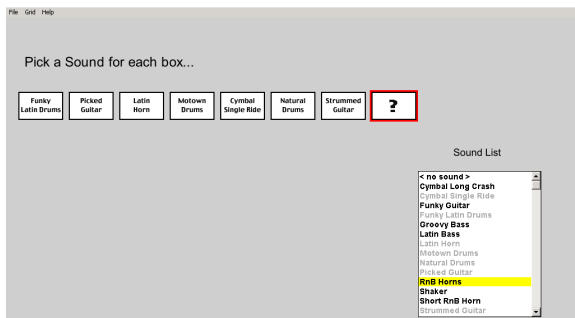 File Grid Help
Pick a Sound for each box...
Funky Latin Drums
Picked Guitar
Latin Horn
Motown Drums
Cymbal Single Ride
Natural Drums
Strummed Guitar
?
Sound List
< no sound >
Cymbal Long Crash
Cymbal Single Ride
Funky Guitar
Funky Latin Drums
Groovy Bass
Latin Bass
Latin Horn
Motown Drums
Natural Drums
Picked Guitar
RnB Horns
Shaker
Short RnB Horn
Strummed Guitar